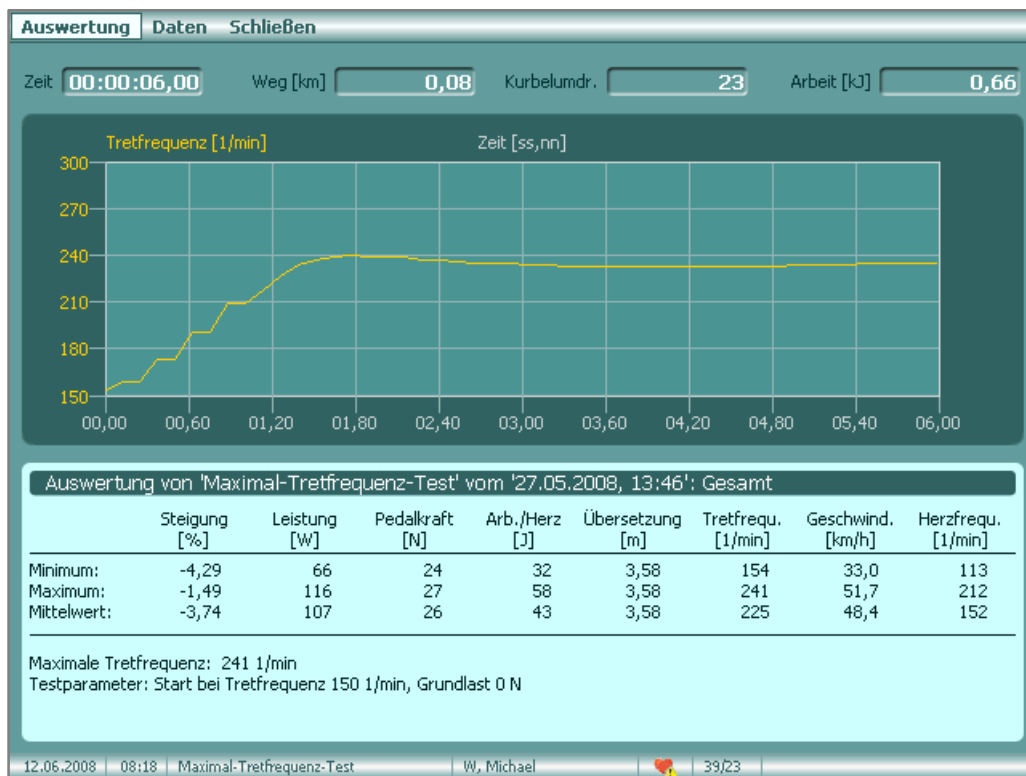 Auswertung Daten Schließen
Zeit 00:00:06,00 Weg [km] 0,08 Kurbelumdr. 23 Arbeit [kJ] 0,66
Tretfrequenz [1/min] Zeit [ss,nn]
300
270
240
210
180
150
00,00 00,60 01,20 01,80 02,40 03,00 03,60 04,20 04,80 05,40 06,00
Auswertung von 'Maximal-Tretfrequenz-Test' vom '27.05.2008, 13:46': Gesamt
Steigung Leistung Pedalkraft Arb./Herz Übersetzung Tretfrequ. Geschwind. Herzfrequ.
[%] [W] [N] [J] [m] [1/min] [km/h] [1/min]
Minimum: -4,29 66 24 32 3,58 154 33,0 113
Maximum: -1,49 116 27 58 3,58 241 51,7 212
Mittelwert: -3,74 107 26 43 3,58 225 48,4 152
Maximale Tretfrequenz: 241 1/min
Testparameter: Start bei Tretfrequenz 150 1/min, Grundlast 0 N
12.06.2008 08:18 Maximal-Tretfrequenz-Test W, Michael 39/23